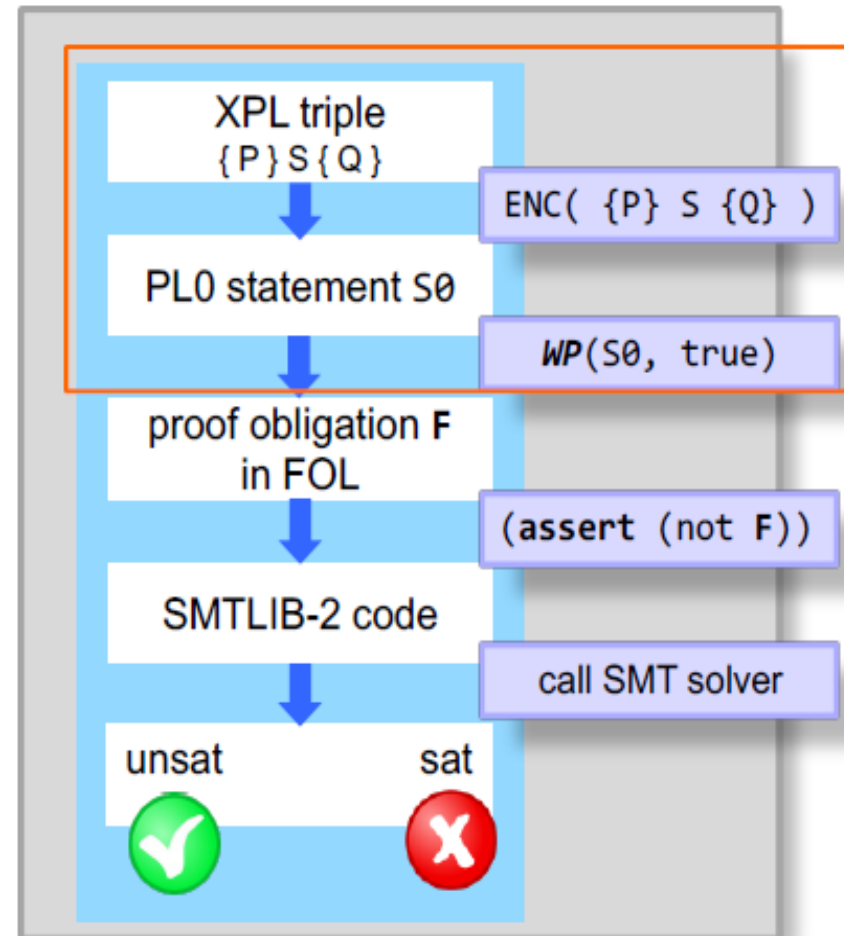 XPL triple
{ P } S { Q }
ENC( {P} S {Q} )
PL0 statement S0
WP(S0, true)
proof obligation F
in FOL
(assert (not F))
SMTLIB-2 code
call SMT solver
unsat sat